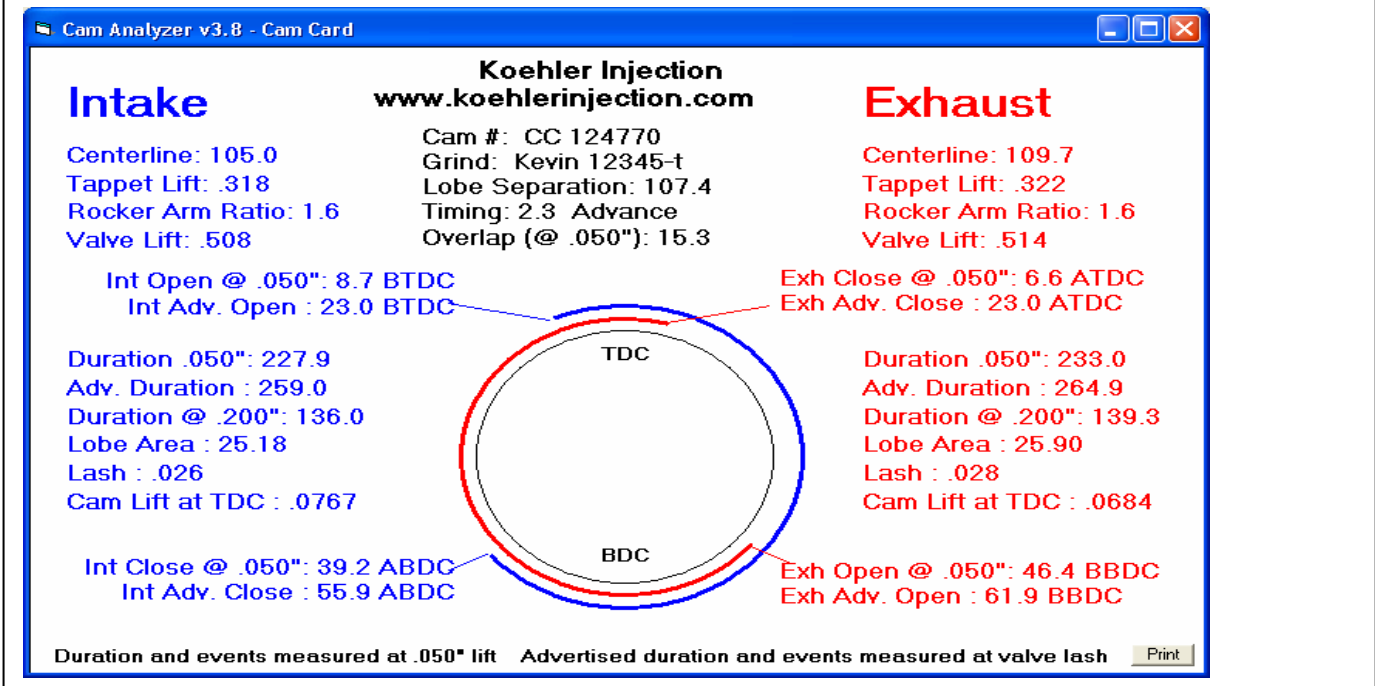 Cam Analyzer v3.8 - Cam Card
Koehler Injection
www.koehlerinjection.com
Intake
Centerline: 105.0
Tappet Lift: .318
Rocker Arm Ratio: 1.6
Valve Lift: .508
Cam #:  CC 124770
Grind:  Kevin 12345-t
Lobe Separation: 107.4
Timing: 2.3  Advance
Overlap (@ .050"): 15.3
Exhaust
Centerline: 109.7
Tappet Lift: .322
Rocker Arm Ratio: 1.6
Valve Lift: .514
Int Open @ .050": 8.7 BTDC
Int Adv. Open : 23.0 BTDC
Exh Close @ .050": 6.6 ATDC
Exh Adv. Close : 23.0 ATDC
TDC
Duration .050": 227.9
Adv. Duration : 259.0
Duration @ .200": 136.0
Lobe Area : 25.18
Lash : .026
Cam Lift at TDC : .0767
Duration .050": 233.0
Adv. Duration : 264.9
Duration @ .200": 139.3
Lobe Area : 25.90
Lash : .028
Cam Lift at TDC : .0684
BDC
Int Close @ .050": 39.2 ABDC
Int Adv. Close : 55.9 ABDC
Exh Open @ .050": 46.4 BBDC
Exh Adv. Open : 61.9 BBDC
Duration and events measured at .050" lift   Advertised duration and events measured at valve lash
Print